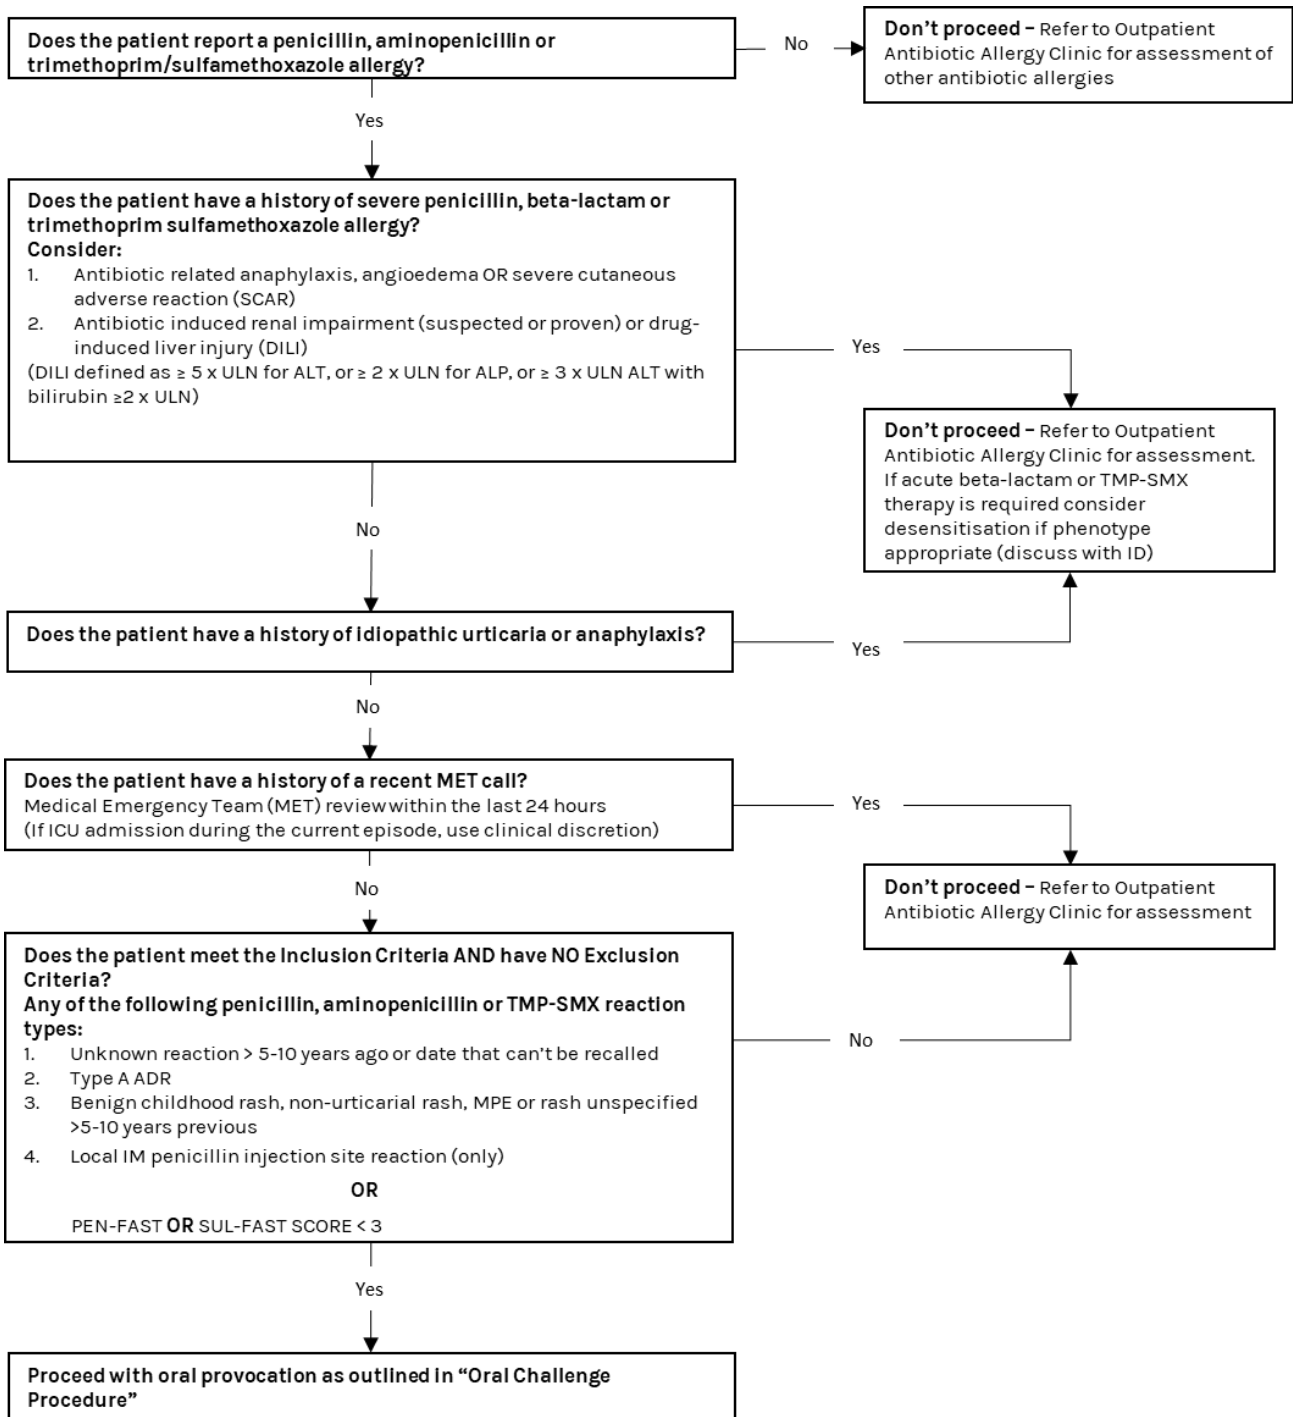 Does the patient report a penicillin, aminopenicillin or
trimethoprim/sulfamethoxazole allergy?
No
Don't proceed – Refer to Outpatient
Antibiotic Allergy Clinic for assessment of
other antibiotic allergies
Yes
Does the patient have a history of severe penicillin, beta-lactam or
trimethoprim sulfamethoxazole allergy?
Consider:
1. Antibiotic related anaphylaxis, angioedema OR severe cutaneous
adverse reaction (SCAR)
2. Antibiotic induced renal impairment (suspected or proven) or drug-
induced liver injury (DILI)
(DILI defined as ≥ 5 x ULN for ALT, or ≥ 2 x ULN for ALP, or ≥ 3 x ULN ALT with
bilirubin ≥2 x ULN)
Yes
Don't proceed – Refer to Outpatient
Antibiotic Allergy Clinic for assessment.
If acute beta-lactam or TMP-SMX
therapy is required consider
desensitisation if phenotype
appropriate (discuss with ID)
No
Does the patient have a history of idiopathic urticaria or anaphylaxis?
Yes
No
Does the patient have a history of a recent MET call?
Medical Emergency Team (MET) review within the last 24 hours
(If ICU admission during the current episode, use clinical discretion)
Yes
Don't proceed – Refer to Outpatient
Antibiotic Allergy Clinic for assessment
No
Does the patient meet the Inclusion Criteria AND have NO Exclusion
Criteria?
Any of the following penicillin, aminopenicillin or TMP-SMX reaction
types:
1. Unknown reaction > 5-10 years ago or date that can't be recalled
2. Type A ADR
3. Benign childhood rash, non-urticarial rash, MPE or rash unspecified
>5-10 years previous
4. Local IM penicillin injection site reaction (only)
OR
PEN-FAST OR SUL-FAST SCORE < 3
No
Yes
Proceed with oral provocation as outlined in “Oral Challenge
Procedure”